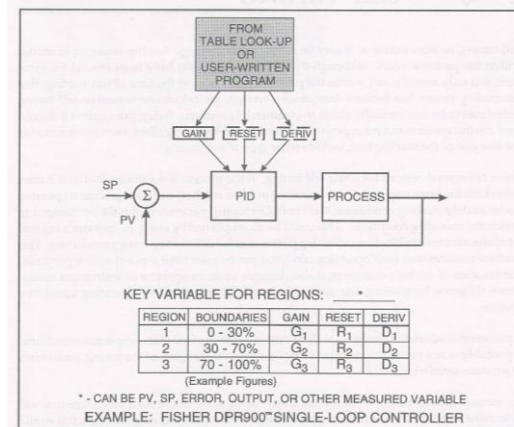 FROM
TABLE LOOK-UP
OR
USER-WRITTEN
PROGRAM
GAIN RESET DERIV
SP Σ PID PROCESS
PV
KEY VARIABLE FOR REGIONS: *
REGION BOUNDARIES GAIN RESET DERIV
1 0 - 30% G1 R1 D1
2 30 - 70% G2 R2 D2
3 70 - 100% G3 R3 D3
(Example Figures)
* - CAN BE PV, SP, ERROR, OUTPUT, OR OTHER MEASURED VARIABLE
EXAMPLE: FISHER DPR900™ SINGLE-LOOP CONTROLLER